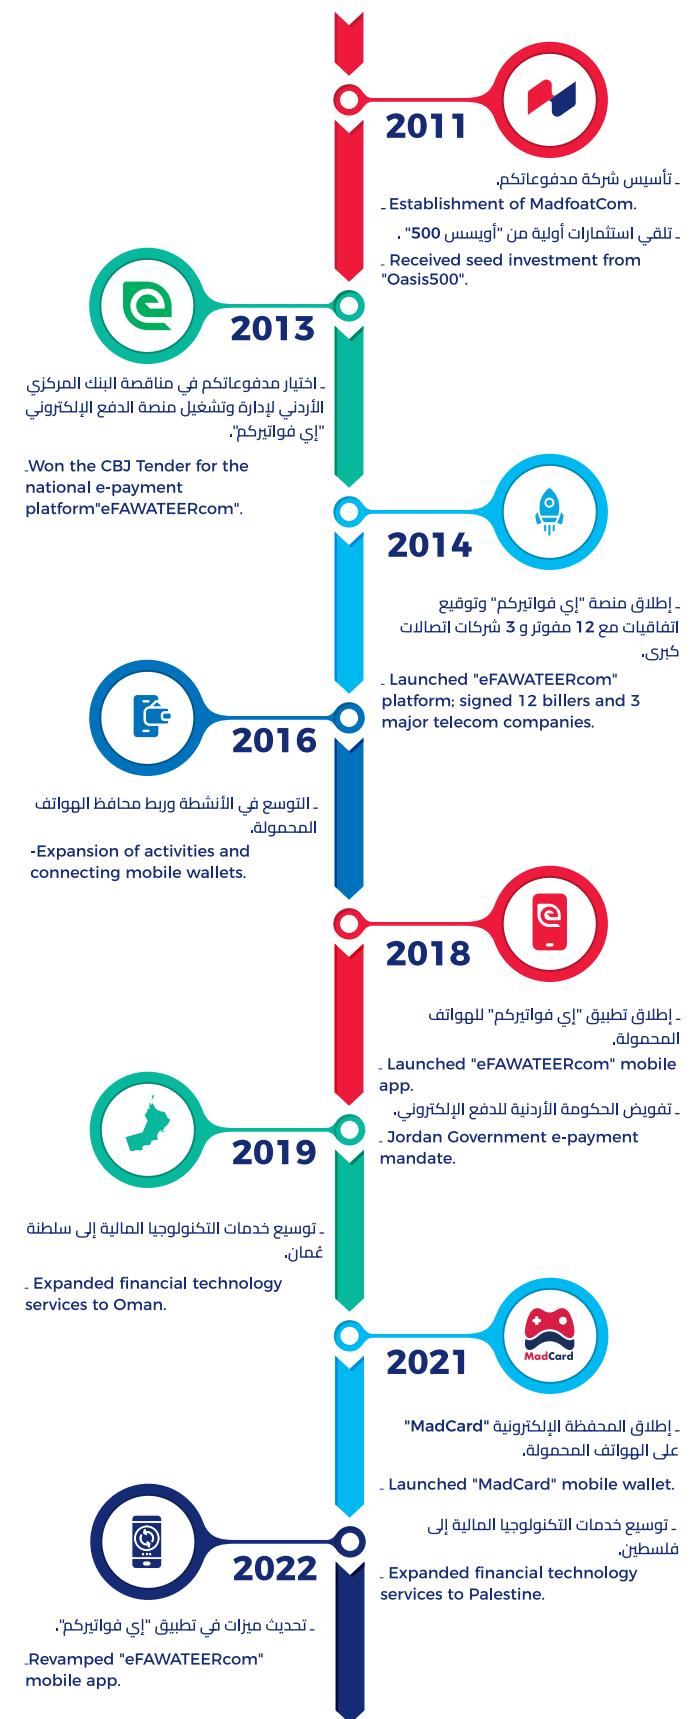 2011
ـ تأسيس شركة مدفوعاتكم.
- Establishment of MadfoatCom.
ـ تلقي استثمارات أولية من "أويسس 500" .
- Received seed investment from
"Oasis500".
2013
ـ اختيار مدفوعاتكم في مناقصة البنك المركزي
الأردني لإدارة وتشغيل منصة الدفع الإلكتروني
"إي فواتيركم".
-Won the CBJ Tender for the
national e-payment
platform"eFAWATEERcom".
2014
ـ إطلاق منصة "إي فواتيركم" وتوقيع
اتفاقيات مع 12 مفوتر و 3 شركات اتصالات
كبرى.
- Launched "eFAWATEERcom"
platform; signed 12 billers and 3
major telecom companies.
2016
ـ التوسع في الأنشطة وربط محافظ الهواتف
المحمولة.
-Expansion of activities and
connecting mobile wallets.
2018
ـ إطلاق تطبيق "إي فواتيركم" للهواتف
المحمولة.
- Launched "eFAWATEERcom" mobile
app.
ـ تفويض الحكومة الأردنية للدفع الإلكتروني.
- Jordan Government e-payment
mandate.
2019
ـ توسيع خدمات التكنولوجيا المالية إلى سلطنة
عُمان.
- Expanded financial technology
services to Oman.
MadCard
2021
ـ إطلاق المحفظة الإلكترونية "MadCard"
على الهواتف المحمولة.
- Launched "MadCard" mobile wallet.
ـ توسيع خدمات التكنولوجيا المالية إلى
فلسطين.
- Expanded financial technology
services to Palestine.
2022
ـ تحديث ميزات في تطبيق "إي فواتيركم".
-Revamped "eFAWATEERcom"
mobile app.